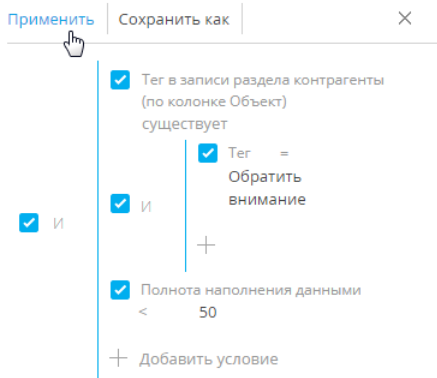 Применить Сохранить как
Тег в записи раздела контрагенты
(по колонке Объект)
существует
Тег =
Обратить
внимание
И
И
Полнота наполнения данными
< 50
Добавить условие